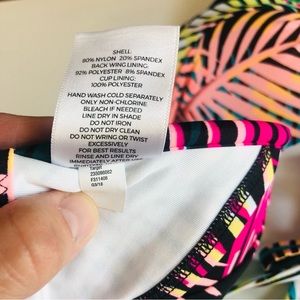 SHELL
80% NYLON 20% SPANDEX
BACK WING LINING:
92% POLYESTER 8% SPANDEX
CUP LINING:
100% POLYESTER
HAND WASH COLD SEPARATELY
ONLY NON-CHLORINE
BLEACH IF NEEDED
LINE DRY IN SHADE
DO NOT IRON
DO NOT DRY CLEAN
DO NOT WRING OR TWIST
EXCESSIVELY
FOR BEST RESULTS
RINSE AND LINE DRY
Target